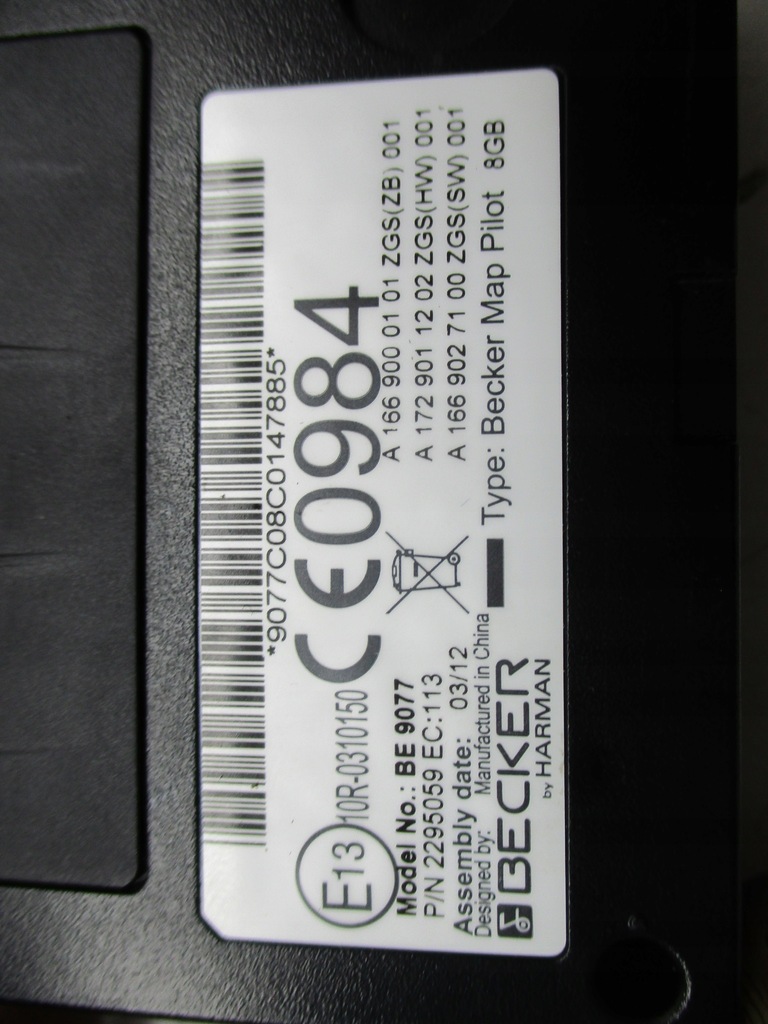 *9077C08C0147885*
E13 10R-0310150 CE0984
Model No.: BE 9077
P/N 2295059 EC:113
Assembly date: 03/12
Designed by: Manufactured in China
BECKER
by HARMAN
A 166 900 01 01 ZGS(ZB) 001
A 172 901 12 02 ZGS(HW) 001
A 166 902 71 00 ZGS(SW) 001
Type: Becker Map Pilot 8GB